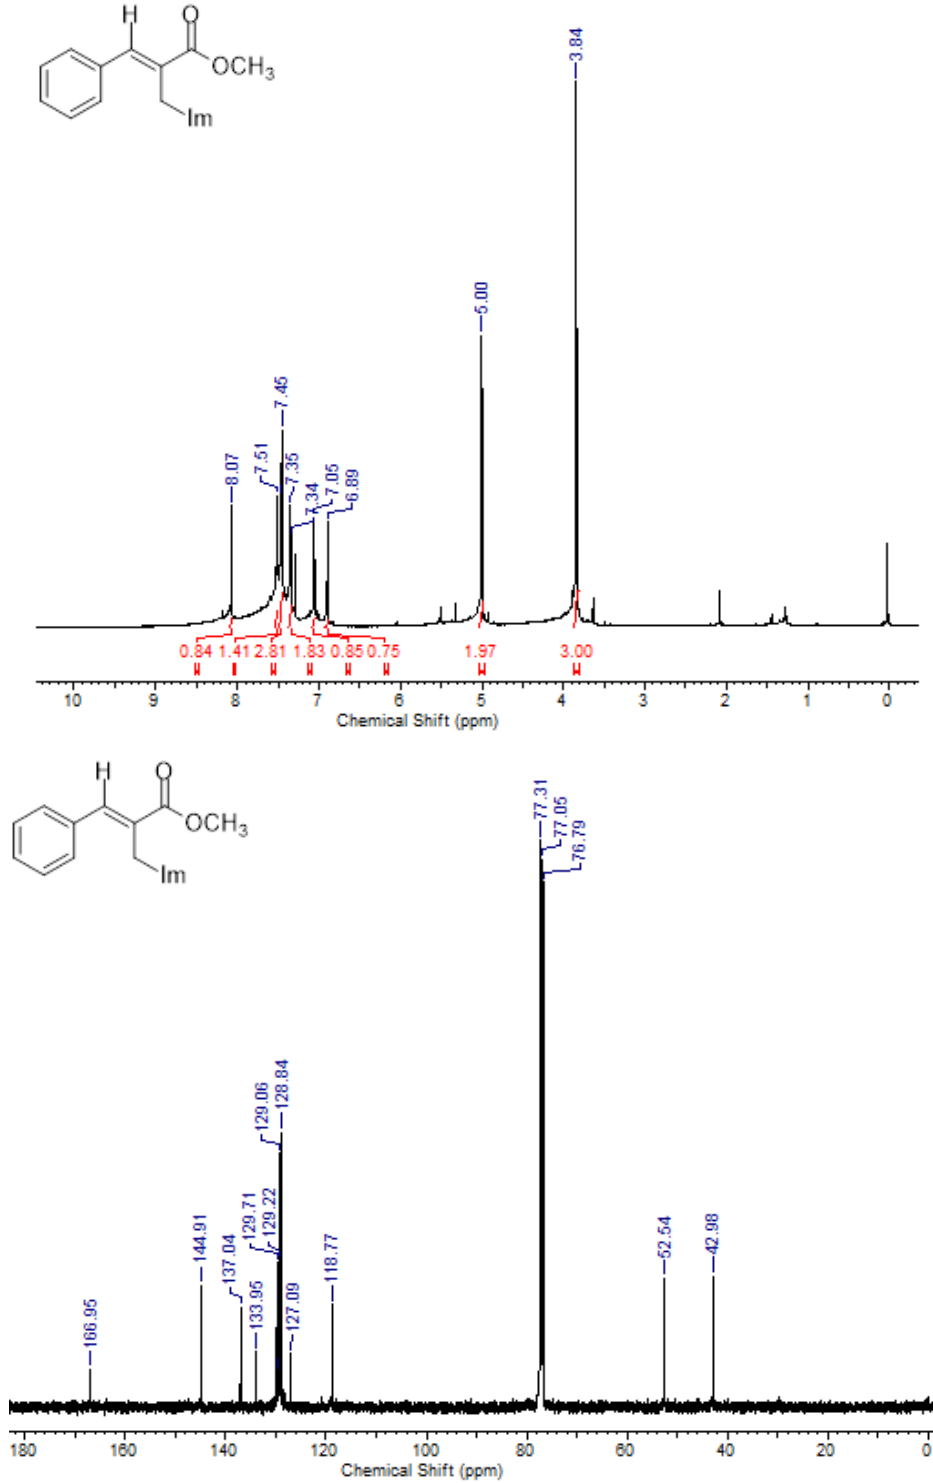 H
O
OCH3
Im
3.84
5.00
7.45
8.07
7.51
7.35
7.34
7.05
6.89
0.84 1.41 2.81 1.83 0.85 0.75 1.97 3.00
10 9 8 7 6 5 4 3 2 1 0
Chemical Shift (ppm)
H
O
OCH3
Im
77.31
77.05
76.79
129.06
128.84
129.71
129.22
144.91
137.04
133.95
127.09
118.77
166.95
52.54
42.98
180 160 140 120 100 80 60 40 20 0
Chemical Shift (ppm)